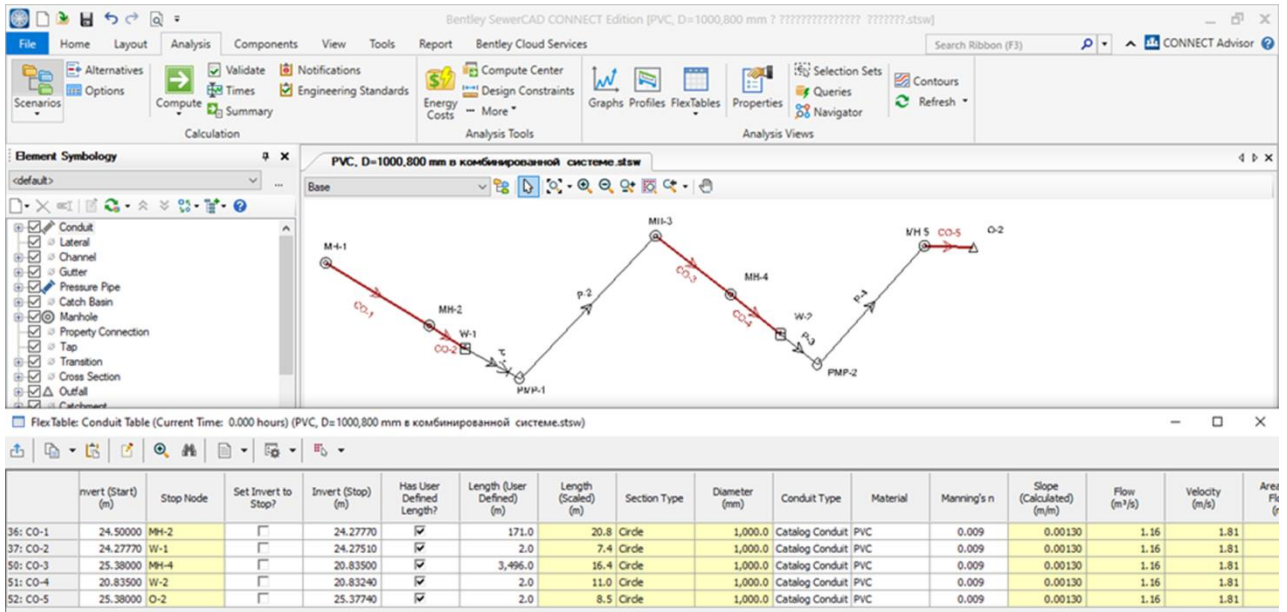 Bentley SewerCAD CONNECT Edition [PVC, D=1000,800 mm ? ??????????????? ???????.stsw]
File Home Layout Analysis Components View Tools Report Bentley Cloud Services Search Ribbon (F3) CONNECT Advisor
Alternatives Validate Notifications Compute Center Selection Sets
Options Times Engineering Standards Design Constraints Queries Contours
Scenarios Compute Summary Energy Costs More Graphs Profiles FlexTables Properties Navigator Refresh
Calculation Analysis Tools Analysis Views
Element Symbology
PVC, D=1000,800 mm в комбинированной системе.stsw
<default> ...
Base
Conduit
Lateral
Channel
Gutter
Pressure Pipe
Catch Basin
Manhole
Property Connection
Tap
Transition
Cross Section
Outfall
Catchment
MH-1
CO-1
MH-2
CO-2
W-1
PMP-1
P-2
MH-3
CO-3
MH-4
CO-4
W-2
P-3
PMP-2
P-4
MH 5
CO-5
O-2
FlexTable: Conduit Table (Current Time: 0.000 hours) (PVC, D=1000,800 mm в комбинированной системе.stsw)
nvert (Start) (m) Stop Node Set Invert to Stop? Invert (Stop) (m) Has User Defined Length? Length (User Defined) (m) Length (Scaled) (m) Section Type Diameter (mm) Conduit Type Material Manning's n Slope (Calculated) (m/m) Flow (m³/s) Velocity (m/s)
36: CO-1 24.50000 MH-2 24.27770 171.0 20.8 Circle 1,000.0 Catalog Conduit PVC 0.009 0.00130 1.16 1.81
37: CO-2 24.27770 W-1 24.27510 2.0 7.4 Circle 1,000.0 Catalog Conduit PVC 0.009 0.00130 1.16 1.81
50: CO-3 25.38000 MH-4 20.83500 3,496.0 16.4 Circle 1,000.0 Catalog Conduit PVC 0.009 0.00130 1.16 1.81
51: CO-4 20.83500 W-2 20.83240 2.0 11.0 Circle 1,000.0 Catalog Conduit PVC 0.009 0.00130 1.16 1.81
52: CO-5 25.38000 O-2 25.37740 2.0 8.5 Circle 1,000.0 Catalog Conduit PVC 0.009 0.00130 1.16 1.81